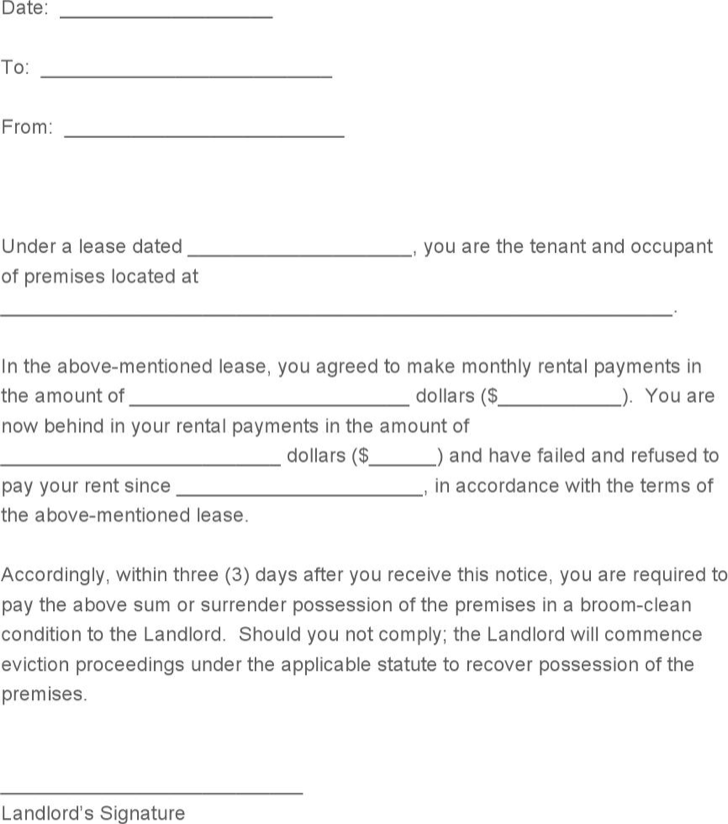 Date: ____________________
To: ____________________________
From: ___________________________
Under a lease dated _____________________, you are the tenant and occupant
of premises located at
_________________________________________________________________.
In the above-mentioned lease, you agreed to make monthly rental payments in
the amount of ___________________________ dollars ($____________). You are
now behind in your rental payments in the amount of
___________________________ dollars ($______) and have failed and refused to
pay your rent since ________________________, in accordance with the terms of
the above-mentioned lease.
Accordingly, within three (3) days after you receive this notice, you are required to
pay the above sum or surrender possession of the premises in a broom-clean
condition to the Landlord. Should you not comply; the Landlord will commence
eviction proceedings under the applicable statute to recover possession of the
premises.
_____________________________
Landlord's Signature